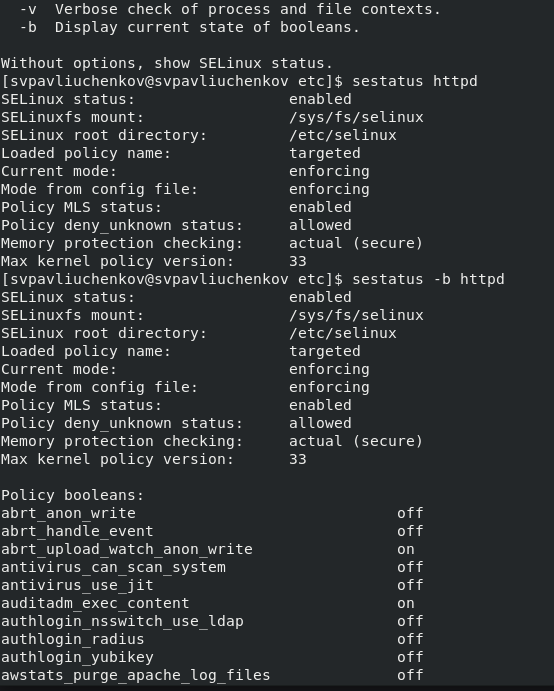 -v  Verbose check of process and file contexts.
-b  Display current state of booleans.
Without options, show SELinux status.
[svpavliuchenkov@svpavliuchenkov etc]$ sestatus httpd
SELinux status:                 enabled
SELinuxfs mount:                /sys/fs/selinux
SELinux root directory:         /etc/selinux
Loaded policy name:             targeted
Current mode:                   enforcing
Mode from config file:          enforcing
Policy MLS status:              enabled
Policy deny_unknown status:     allowed
Memory protection checking:     actual (secure)
Max kernel policy version:      33
[svpavliuchenkov@svpavliuchenkov etc]$ sestatus -b httpd
SELinux status:                 enabled
SELinuxfs mount:                /sys/fs/selinux
SELinux root directory:         /etc/selinux
Loaded policy name:             targeted
Current mode:                   enforcing
Mode from config file:          enforcing
Policy MLS status:              enabled
Policy deny_unknown status:     allowed
Memory protection checking:     actual (secure)
Max kernel policy version:      33
Policy booleans:
abrt_anon_write                             off
abrt_handle_event                           off
abrt_upload_watch_anon_write                on
antivirus_can_scan_system                   off
antivirus_use_jit                           off
auditadm_exec_content                       on
authlogin_nsswitch_use_ldap                 off
authlogin_radius                            off
authlogin_yubikey                           off
awstats_purge_apache_log_files              off